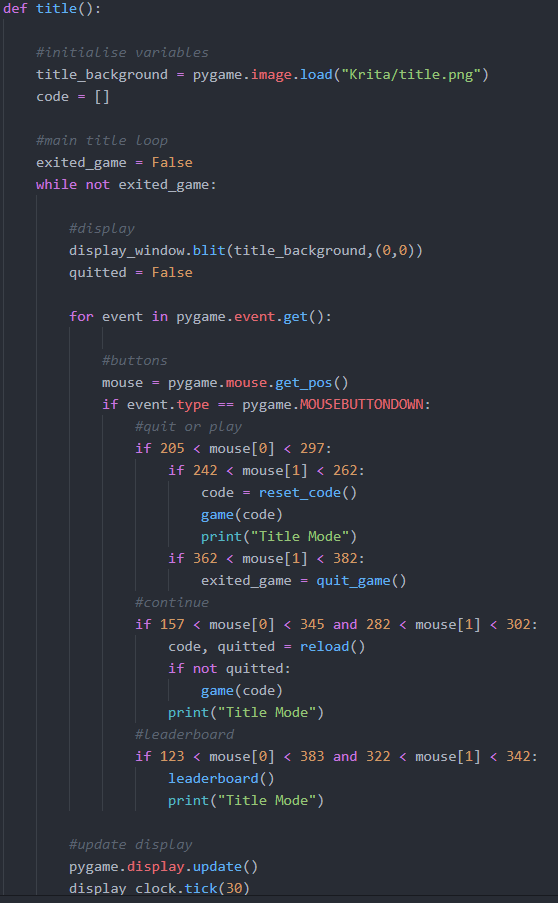 def title():
#initialise variables
title_background = pygame.image.load("Krita/title.png")
code = []
#main title loop
exited_game = False
while not exited_game:
#display
display_window.blit(title_background,(0,0))
quitted = False
for event in pygame.event.get():
#buttons
mouse = pygame.mouse.get_pos()
if event.type == pygame.MOUSEBUTTONDOWN:
#quit or play
if 205 < mouse[0] < 297:
if 242 < mouse[1] < 262:
code = reset_code()
game(code)
print("Title Mode")
if 362 < mouse[1] < 382:
exited_game = quit_game()
#continue
if 157 < mouse[0] < 345 and 282 < mouse[1] < 302:
code, quitted = reload()
if not quitted:
game(code)
print("Title Mode")
#leaderboard
if 123 < mouse[0] < 383 and 322 < mouse[1] < 342:
leaderboard()
print("Title Mode")
#update display
pygame.display.update()
display_clock.tick(30)